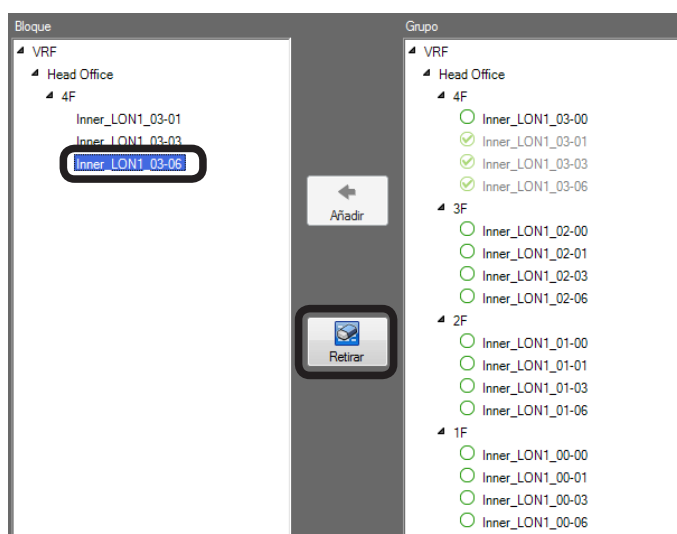 Bloque
VRF
Head Office
4F
Inner_LON1_03-01
Inner_LON1_03-03
Inner_LON1_03-06
Añadir
Retirar
Grupo
VRF
Head Office
4F
Inner_LON1_03-00
Inner_LON1_03-01
Inner_LON1_03-03
Inner_LON1_03-06
3F
Inner_LON1_02-00
Inner_LON1_02-01
Inner_LON1_02-03
Inner_LON1_02-06
2F
Inner_LON1_01-00
Inner_LON1_01-01
Inner_LON1_01-03
Inner_LON1_01-06
1F
Inner_LON1_00-00
Inner_LON1_00-01
Inner_LON1_00-03
Inner_LON1_00-06